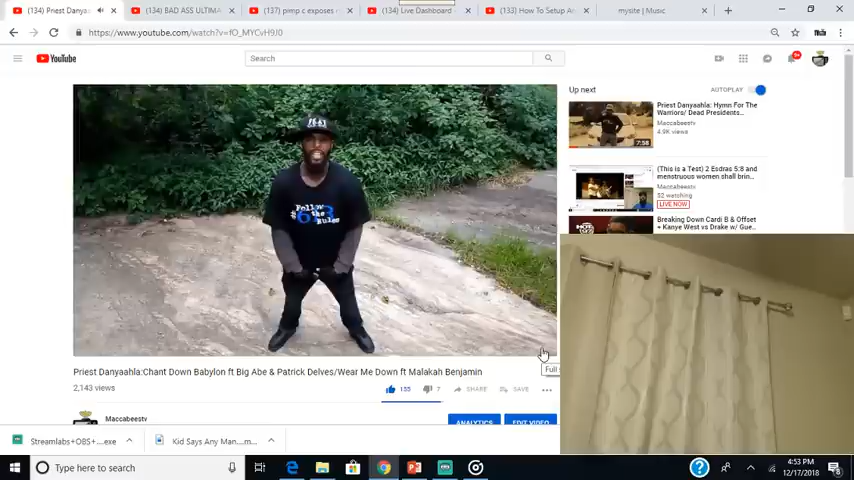 (134) Priest Danyaa
(134) BAD ASS ULTIMA
(137) pimp c exposes
(134) Live Dashboard
(133) How To Setup An
mysite | Music
https://www.youtube.com/watch?v=fO_MYCvH9J0
YouTube
Search
Up next
AUTOPLAY
Priest Danyaahla: Hymn For The
Warriors/ Dead Presidents...
Maccabeestv
4.9K views
7:58
(This is a Test) 2 Esdras 5:8 and
menstruous women shall brin...
Maccabeestv
52 watching
LIVE NOW
Breaking Down Cardi B & Offset
+ Kanye West vs Drake w/ Gue...
Follow
the
Rules
Full
Priest Danyaahla:Chant Down Babylon ft Big Abe & Patrick Delves/Wear Me Down ft Malakah Benjamin
2,143 views
155
7
SHARE
SAVE
Maccabeestv
ANALYTICS
EDIT VIDEO
Streamlabs+OBS+....exe
Kid Says Any Man....m...
Type here to search
4:53 PM
12/17/2018